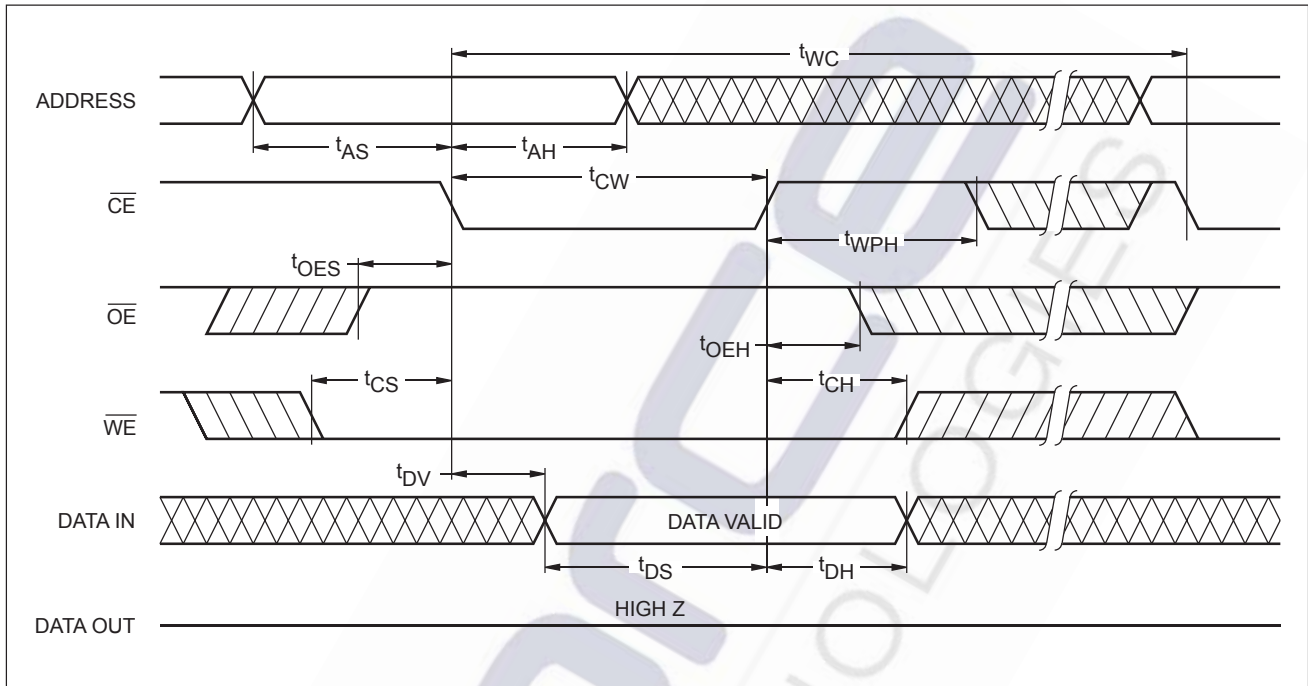 tWC
ADDRESS
tAS
tAH
tCW
CE
tWPH
tOES
OE
tOEH
tCS
tCH
WE
tDV
DATA IN
DATA VALID
tDS
tDH
HIGH Z
DATA OUT